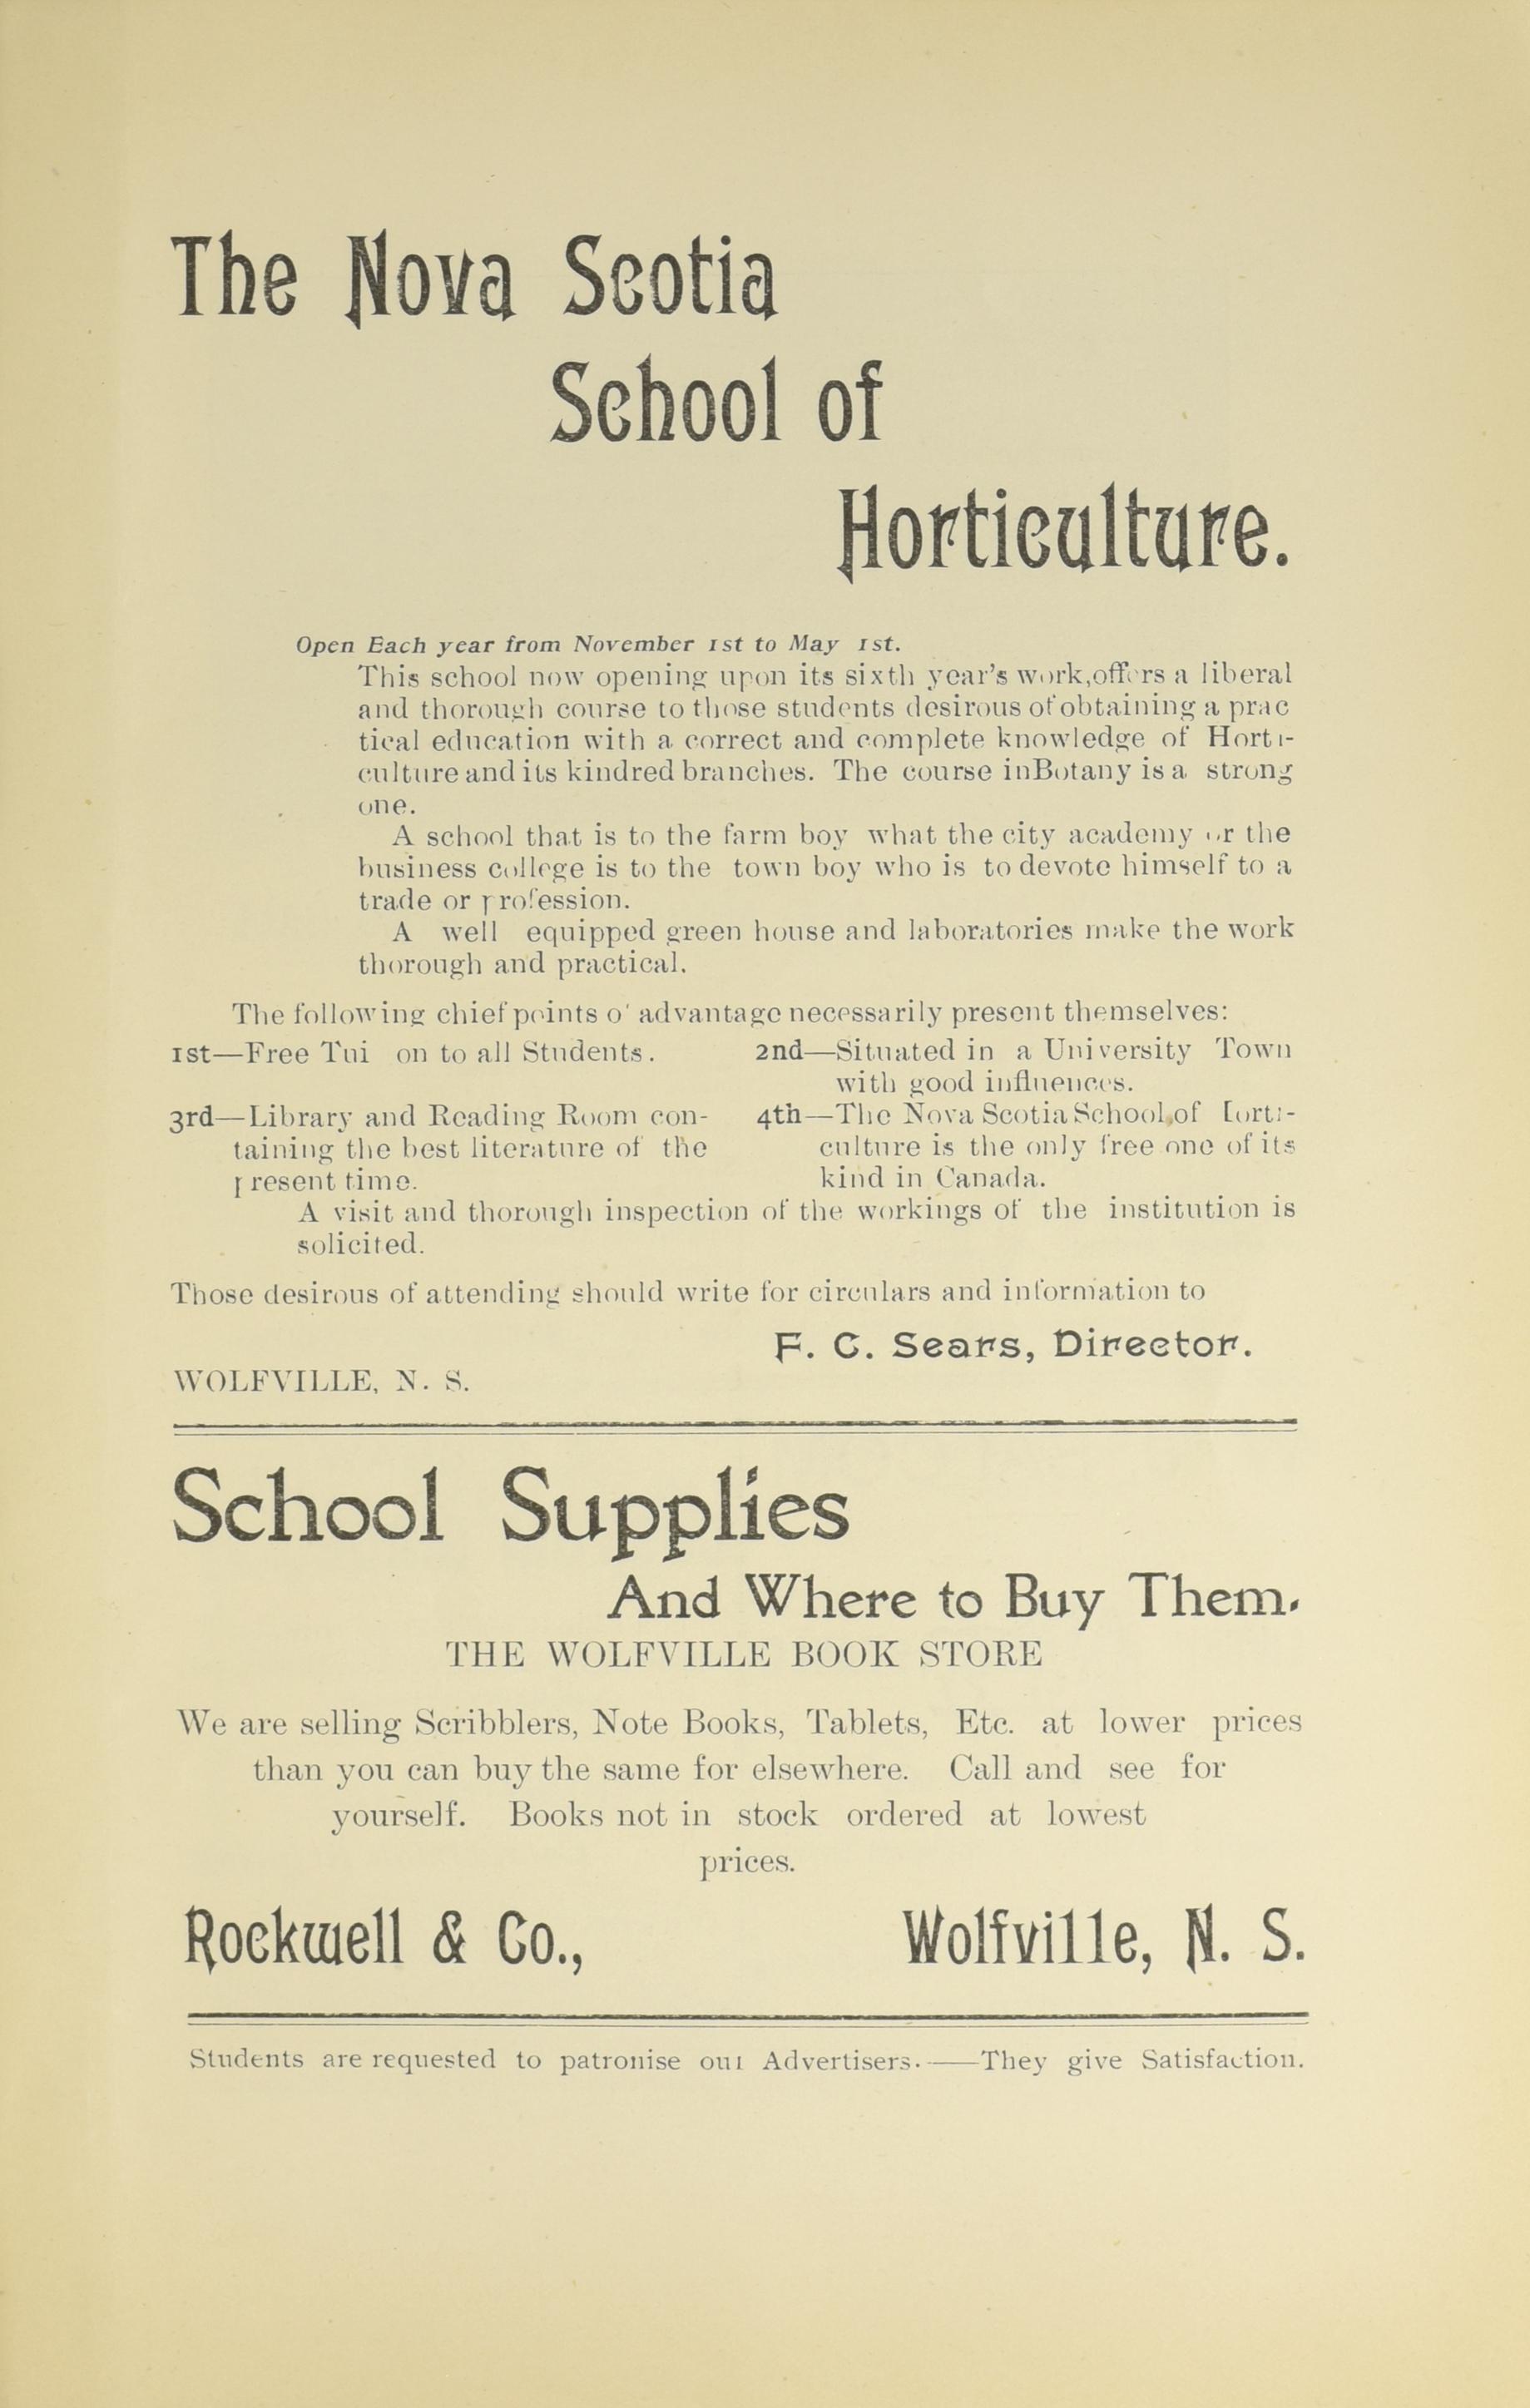 The Nova Scotia
School of
Horticulture.
Open Each year from November 1st to May 1st.
This school now opening upon its sixth year's work, offers a liberal
and thorough course to those students desirous of obtaining a prac
tical education with a correct and complete knowledge of Horti-
culture and its kindred branches. The course in Botany is a strong
one.
A school that is to the farm boy what the city academy or the
business college is to the town boy who is to devote himself to a
trade or profession.
A well equipped green house and laboratories make the work
thorough and practical.
The following chief points o' advantage necessarily present themselves:
1st—Free Tui on to all Students.
2nd—Situated in a University Town
with good influences.
3rd—Library and Reading Room con-
taining the best literature of the
present time.
4th—The Nova Scotia School of Horti-
culture is the only free one of its
kind in Canada.
A visit and thorough inspection of the workings of the institution is
solicited.
Those desirous of attending should write for circulars and information to
F. C. Sears, Director.
WOLFVILLE, N. S.
School Supplies
And Where to Buy Them.
THE WOLFVILLE BOOK STORE
We are selling Scribblers, Note Books, Tablets, Etc. at lower prices
than you can buy the same for elsewhere. Call and see for
yourself. Books not in stock ordered at lowest
prices.
Rockwell & Co., Wolfville, N. S.
Students are requested to patronise our Advertisers.——They give Satisfaction.